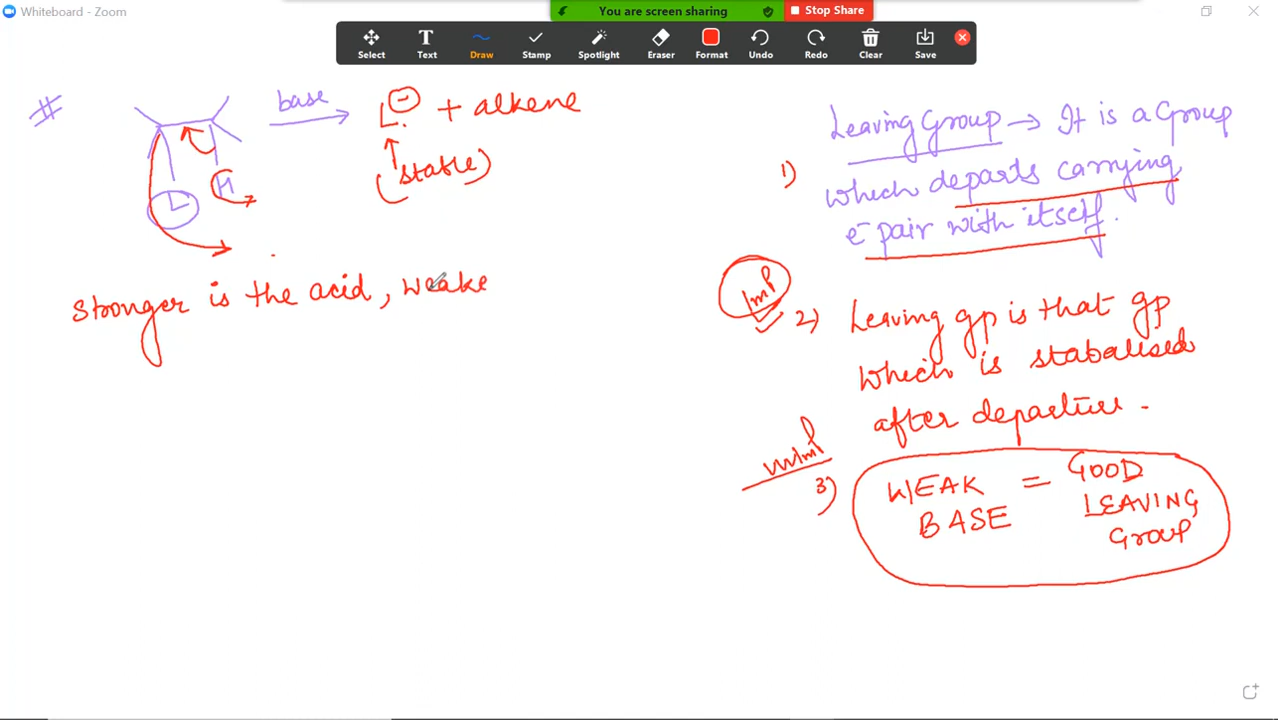 Whiteboard - Zoom
You are screen sharing
Stop Share
Select
Text
Draw
Stamp
Spotlight
Eraser
Format
Undo
Redo
Clear
Save
#
base
L:⊖ + alkene
(stable)
H
L
stronger is the acid, weake
1)
Leaving Group → It is a Group
which departs carrying
e⁻ pair with itself.
Imp
2) Leaving gp is that gp
which is stabalised
after departure.
VVImp
3)
WEAK = GOOD
BASE LEAVING
Group